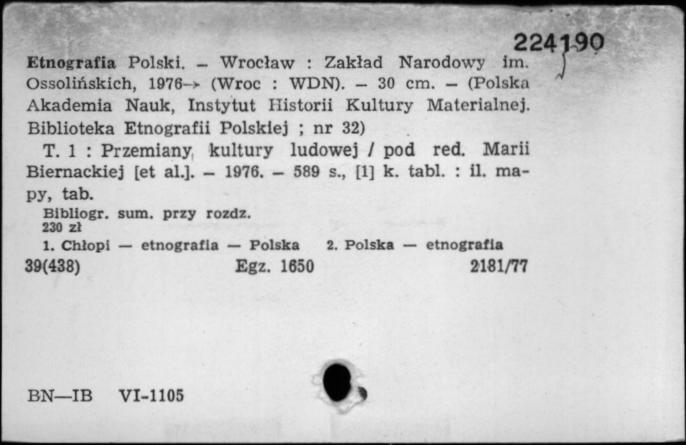 224190
Etnografia Polski. — Wrocław : Zakład Narodowy im.
Ossolińskich, 1976→ (Wroc : WDN). — 30 cm. — (Polska
Akademia Nauk, Instytut Historii Kultury Materialnej.
Biblioteka Etnografii Polskiej ; nr 32)
T. 1 : Przemiany kultury ludowej / pod red. Marii
Biernackiej [et al.]. — 1976. — 589 s., [1] k. tabl. : il. ma-
py, tab.
Bibliogr. sum. przy rozdz.
230 zł
1. Chłopi — etnografia — Polska 2. Polska — etnografia
39(438) Egz. 1650 2181/77
BN—IB VI-1105